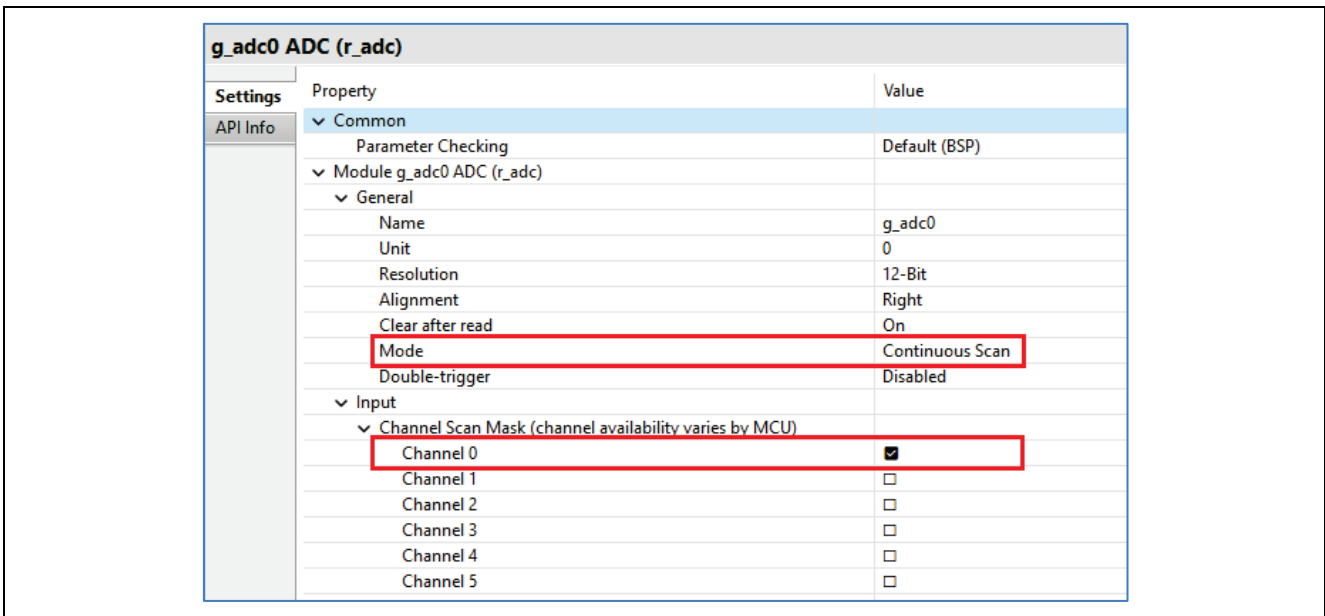 g_adc0 ADC (r_adc)
Settings
API Info
Property Value
Common
Parameter Checking Default (BSP)
Module g_adc0 ADC (r_adc)
General
Name g_adc0
Unit 0
Resolution 12-Bit
Alignment Right
Clear after read On
Mode Continuous Scan
Double-trigger Disabled
Input
Channel Scan Mask (channel availability varies by MCU)
Channel 0
Channel 1
Channel 2
Channel 3
Channel 4
Channel 5